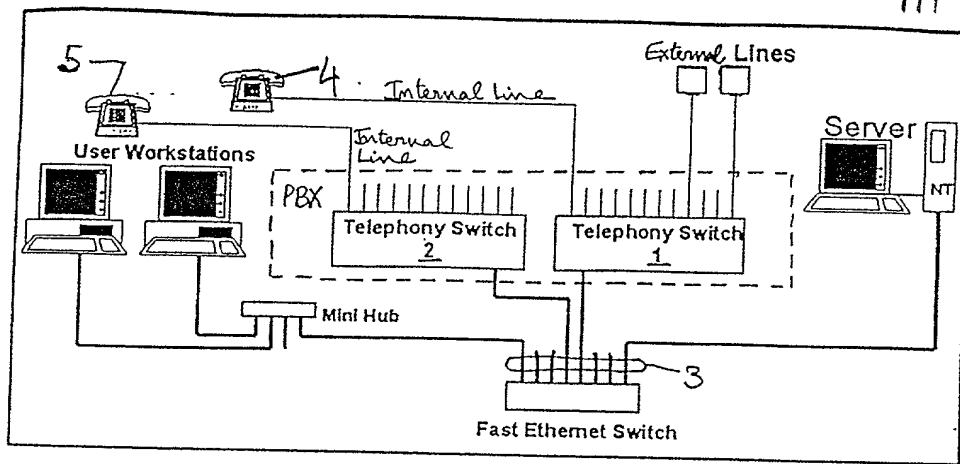 5
4
Internal Line
External Lines
Internal
Line
User Workstations
Server
PBX
NT
Telephony Switch
2
Telephony Switch
1
Mini Hub
3
Fast Ethernet Switch